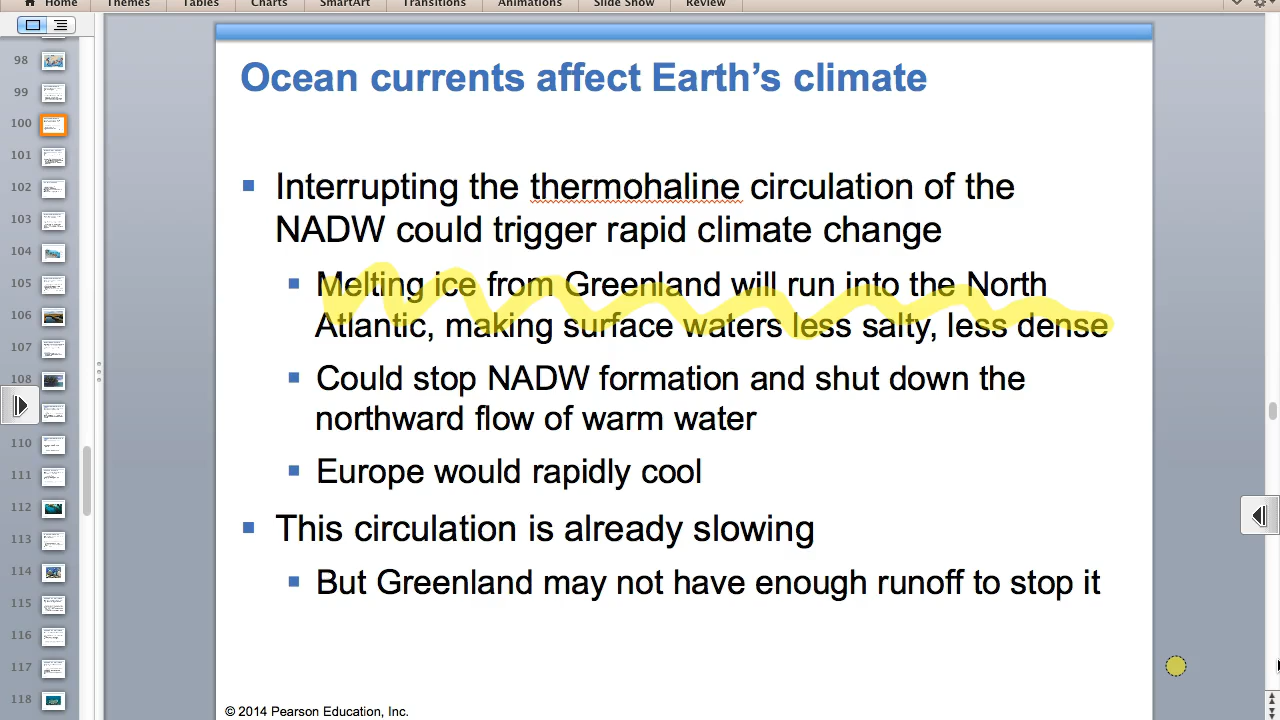 Home Themes Tables Charts SmartArt Transitions Animations Slide Show Review
98
99
100
101
102
103
104
105
106
107
108
110
111
112
113
114
115
116
117
118
Ocean currents affect Earth's climate
Interrupting the thermohaline circulation of the
NADW could trigger rapid climate change
Melting ice from Greenland will run into the North
Atlantic, making surface waters less salty, less dense
Could stop NADW formation and shut down the
northward flow of warm water
Europe would rapidly cool
This circulation is already slowing
But Greenland may not have enough runoff to stop it
© 2014 Pearson Education, Inc.